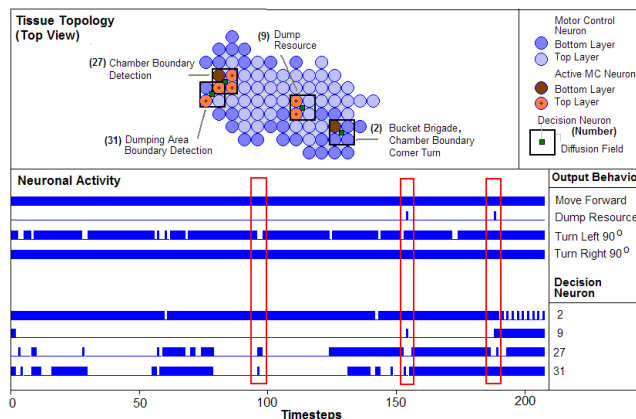 Tissue Topology
(Top View)
(9) Dump
Resource
(27) Chamber Boundary
Detection
(31) Dumping Area
Boundary Detection
(2) Bucket Brigade,
Chamber Boundary
Corner Turn
Motor Control
Neuron
Bottom Layer
Top Layer
Active MC Neuron
Bottom Layer
Top Layer
Decision Neuron
(Number)
Diffusion Field
Neuronal Activity
Output Behavio
Move Forward
Dump Resource
Turn Left 90°
Turn Right 90°
Decision
Neuron
2
9
27
31
0 50 100 150 200
Timesteps